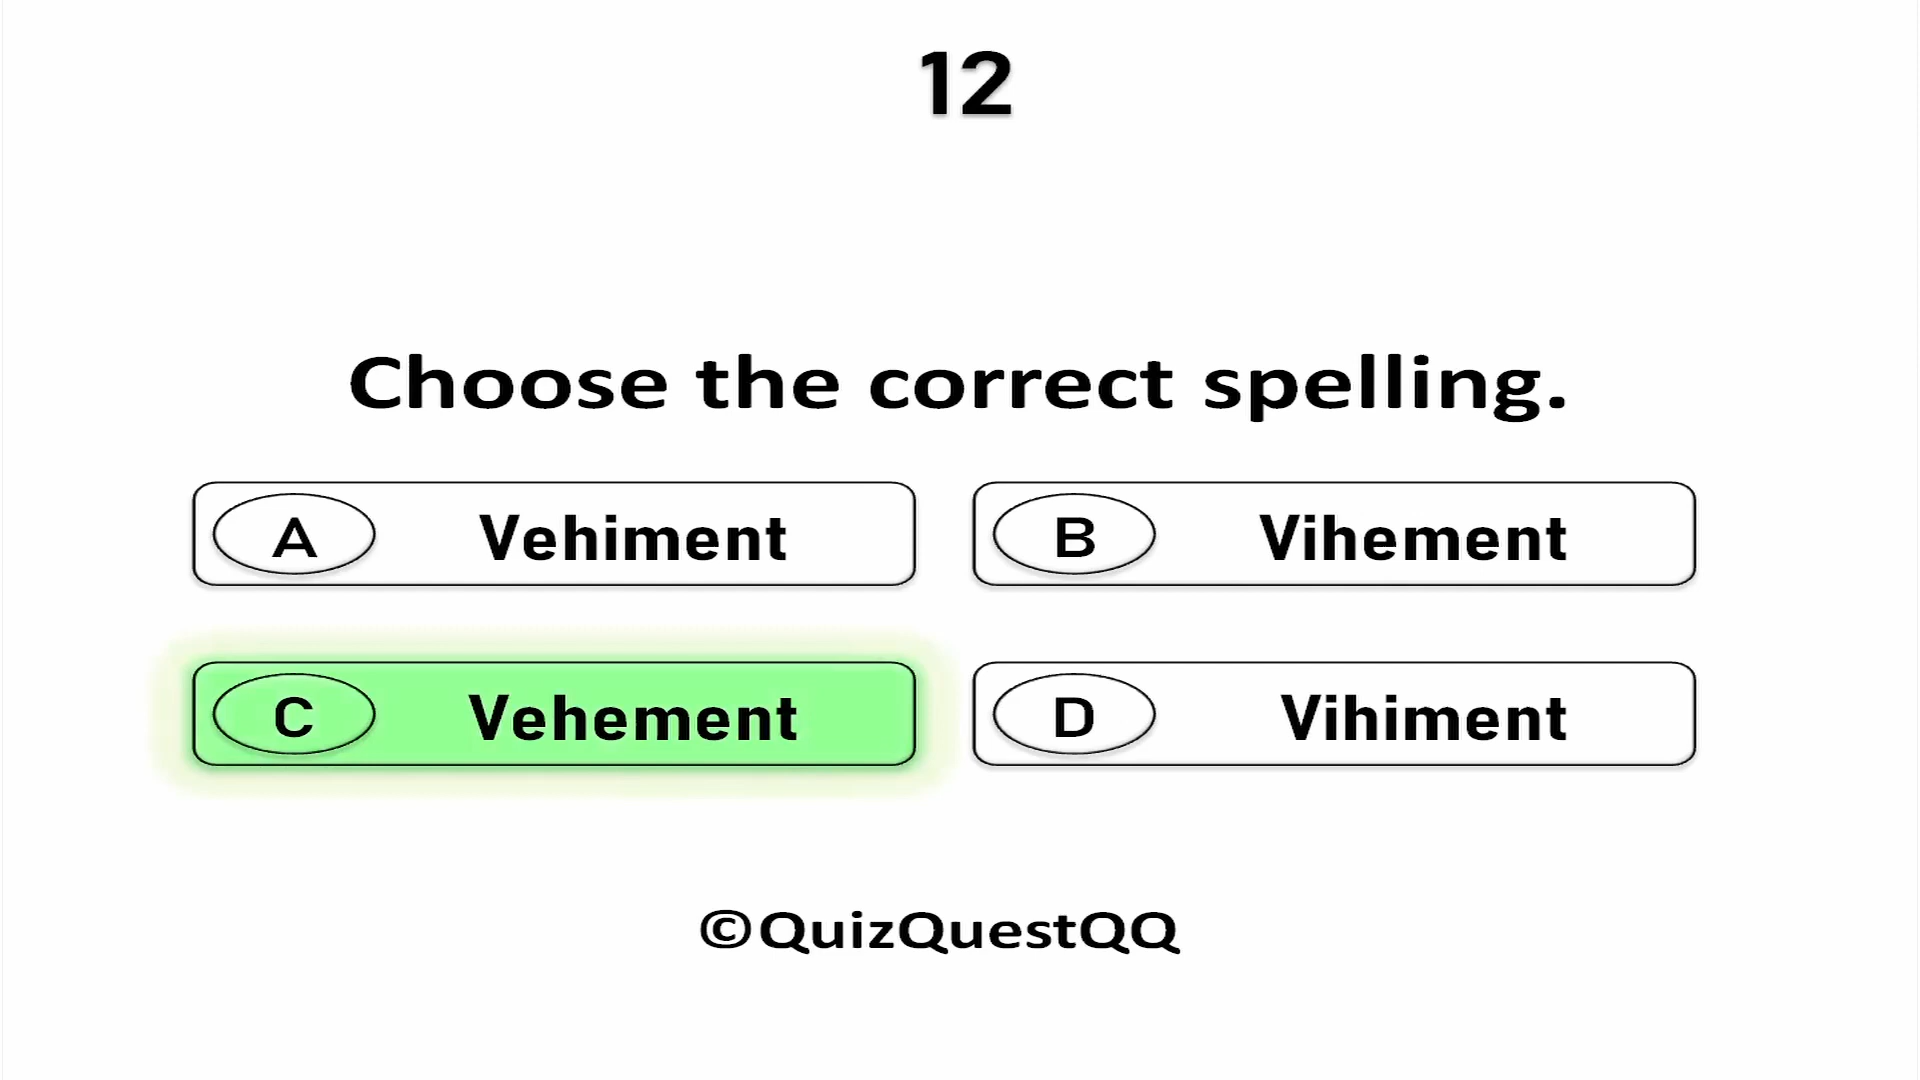 12
Choose the correct spelling.
A Vehiment
B Vihement
C Vehement
D Vihiment
©QuizQuestQQ